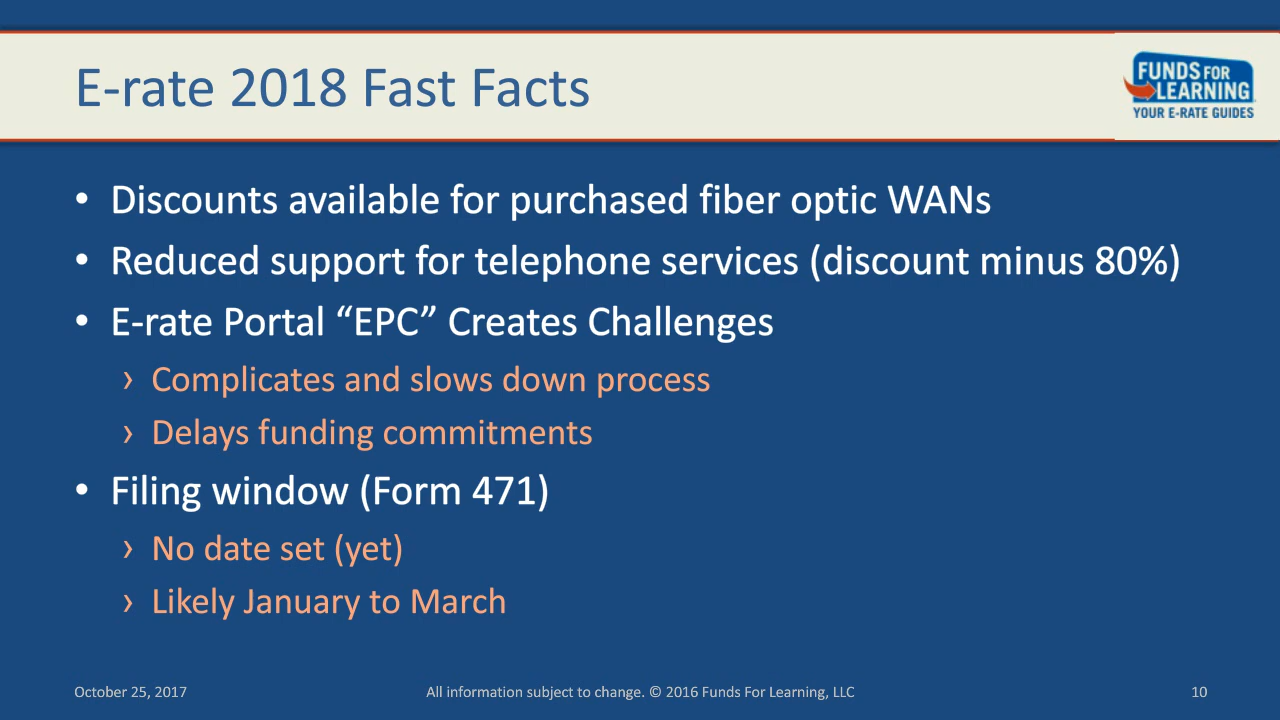 E-rate 2018 Fast Facts
FUNDS FOR
LEARNING
YOUR E-RATE GUIDES
• Discounts available for purchased fiber optic WANs
• Reduced support for telephone services (discount minus 80%)
• E-rate Portal “EPC” Creates Challenges
› Complicates and slows down process
› Delays funding commitments
• Filing window (Form 471)
› No date set (yet)
› Likely January to March
October 25, 2017
All information subject to change. © 2016 Funds For Learning, LLC
10